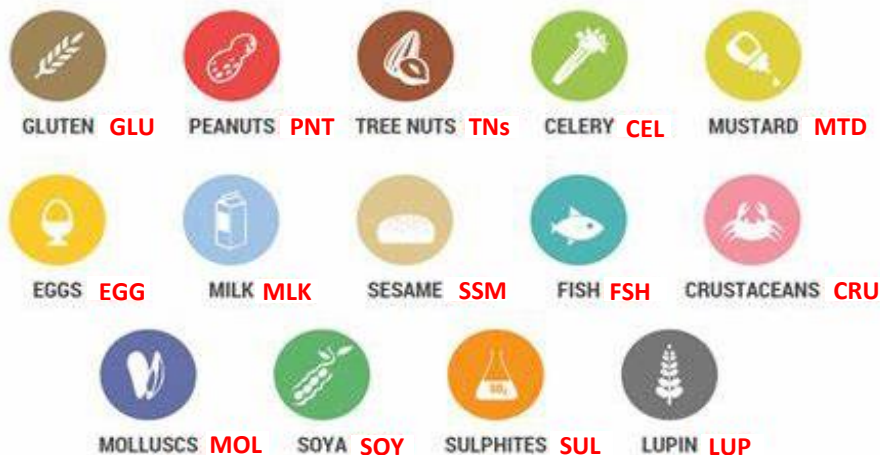 GLUTEN GLU PEANUTS PNT TREE NUTS TNs CELERY CEL MUSTARD MTD
EGGS EGG MILK MLK SESAME SSM FISH FSH CRUSTACEANS CRU
SO₂
MOLLUSCS MOL SOYA SOY SULPHITES SUL LUPIN LUP